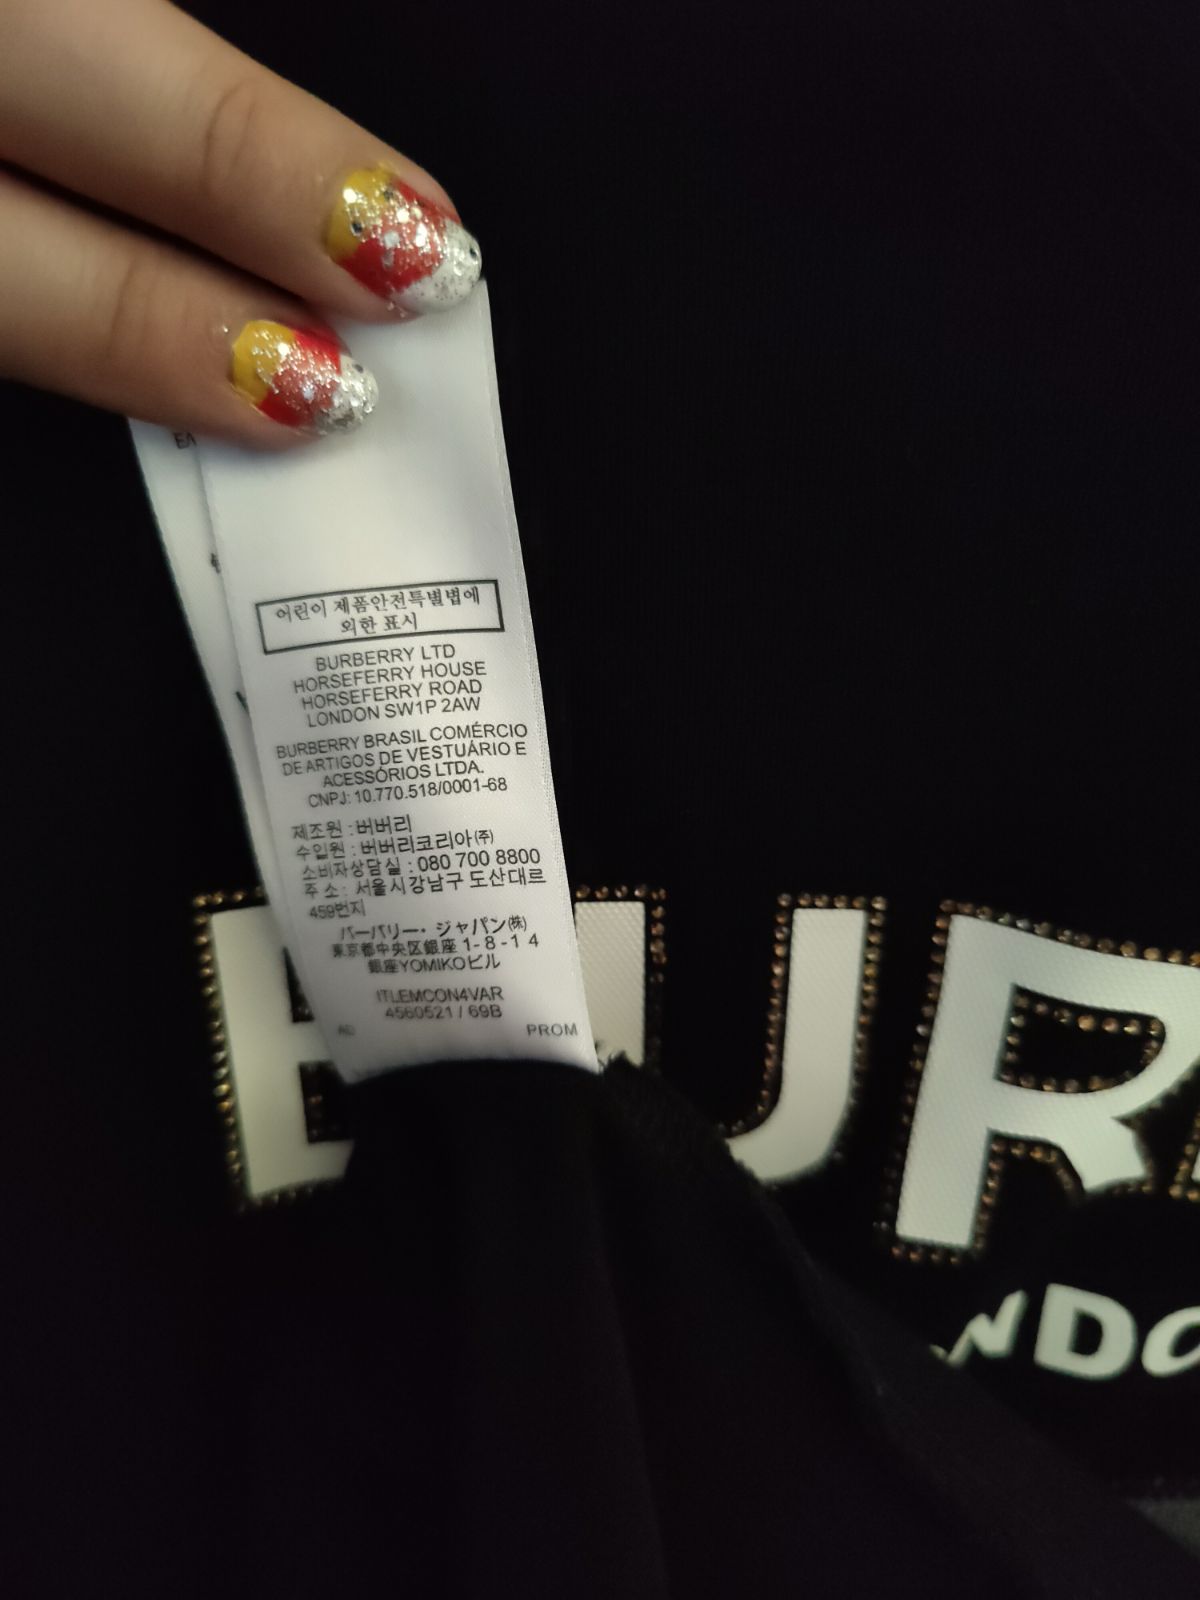 어린이 제품안전특별법에
의한 표시
BURBERRY LTD
HORSEFERRY HOUSE
HORSEFERRY ROAD
LONDON SW1P 2AW
BURBERRY BRASIL COMÉRCIO
DE ARTIGOS DE VESTUÁRIO E
ACESSÓRIOS LTDA.
CNPJ: 10.770.518/0001-68
제조원 : 버버리
수입원 : 버버리코리아(주)
소비자상담실 : 080 700 8800
주 소 : 서울시강남구 도산대르
459번지
バーバリー・ジャパン(株)
東京都中央区銀座 1-8-14
銀座YOMIKOビル
ITLEMCON4VAR
4560521 / 69B
AD PROM
BUR
NDO